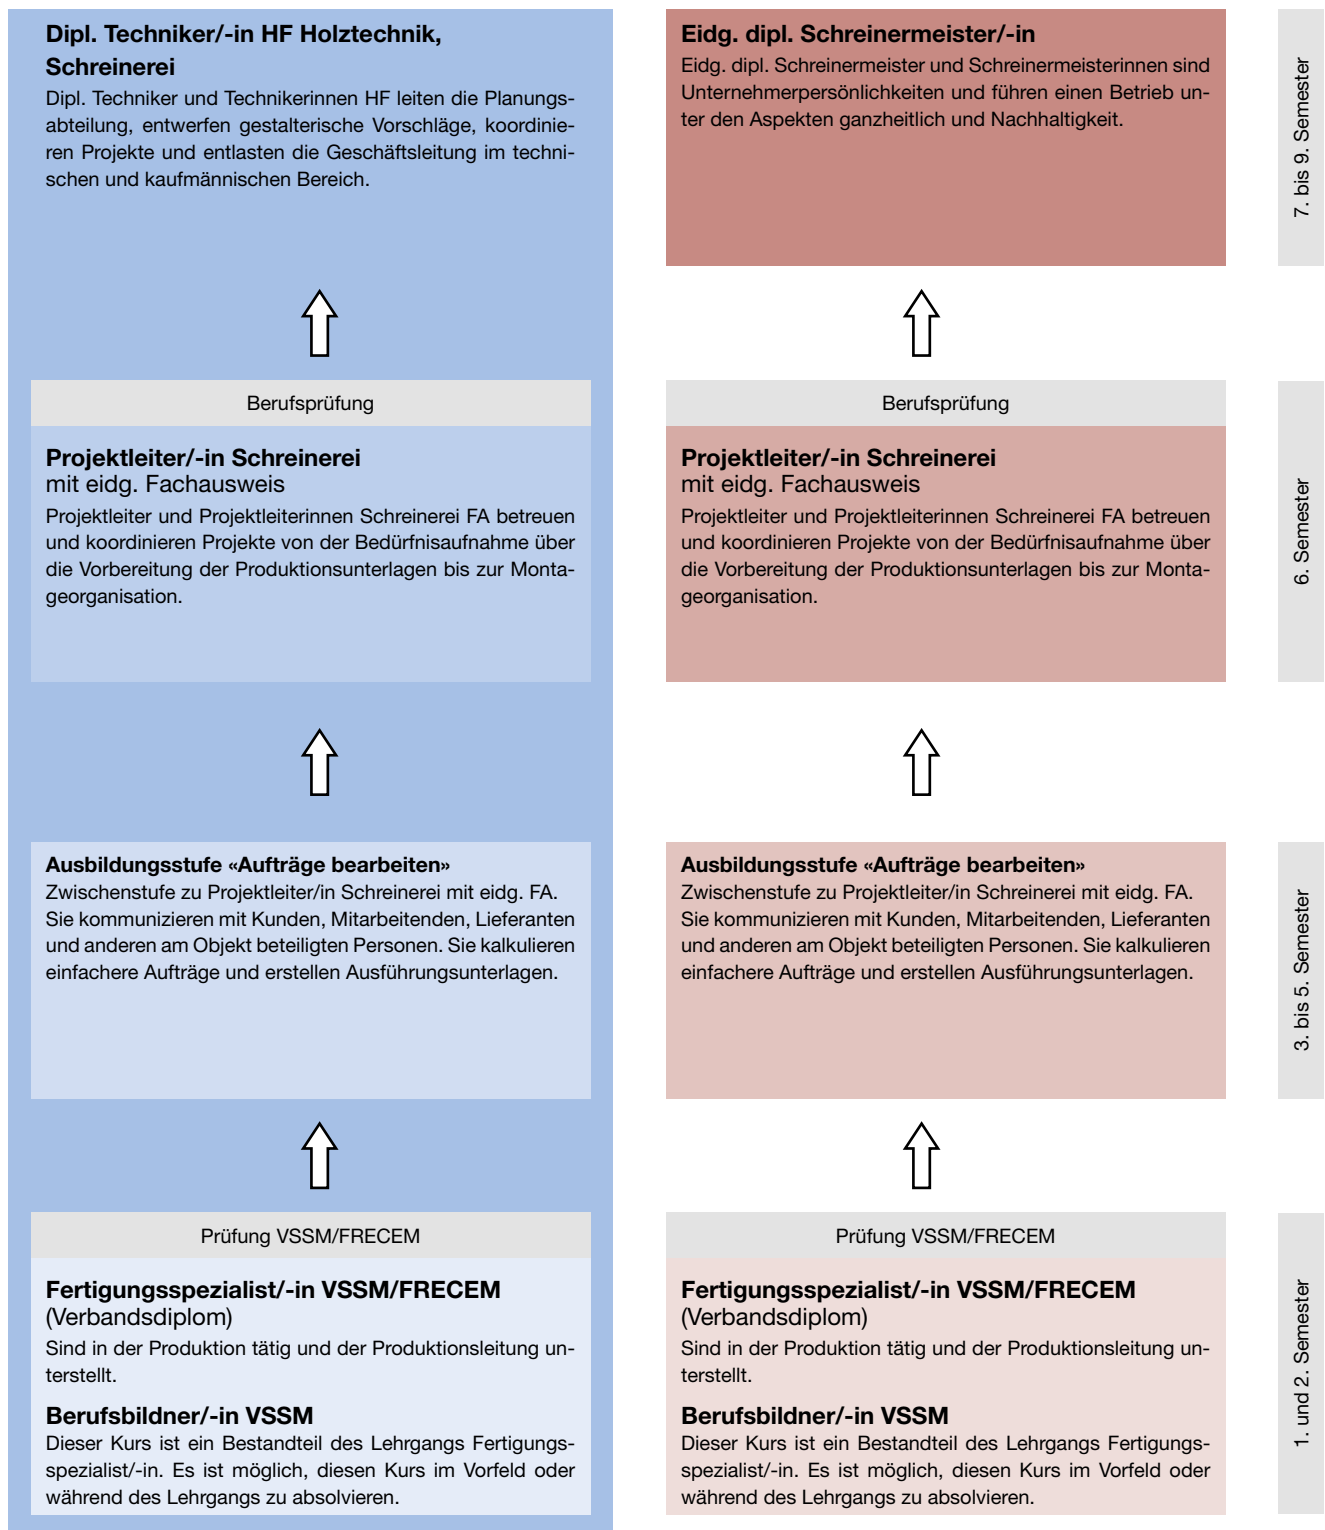 Dipl. Techniker/-in HF Holztechnik,
Schreinerei
Dipl. Techniker und Technikerinnen HF leiten die Planungs-
abteilung, entwerfen gestalterische Vorschläge, koordinie-
ren Projekte und entlasten die Geschäftsleitung im techni-
schen und kaufmännischen Bereich.
Eidg. dipl. Schreinermeister/-in
Eidg. dipl. Schreinermeister und Schreinermeisterinnen sind
Unternehmerpersönlichkeiten und führen einen Betrieb un-
ter den Aspekten ganzheitlich und Nachhaltigkeit.
7. bis 9. Semester
Berufsprüfung
Projektleiter/-in Schreinerei
mit eidg. Fachausweis
Projektleiter und Projektleiterinnen Schreinerei FA betreuen
und koordinieren Projekte von der Bedürfnisaufnahme über
die Vorbereitung der Produktionsunterlagen bis zur Monta-
georganisation.
Berufsprüfung
Projektleiter/-in Schreinerei
mit eidg. Fachausweis
Projektleiter und Projektleiterinnen Schreinerei FA betreuen
und koordinieren Projekte von der Bedürfnisaufnahme über
die Vorbereitung der Produktionsunterlagen bis zur Monta-
georganisation.
6. Semester
Ausbildungsstufe «Aufträge bearbeiten»
Zwischenstufe zu Projektleiter/in Schreinerei mit eidg. FA.
Sie kommunizieren mit Kunden, Mitarbeitenden, Lieferanten
und anderen am Objekt beteiligten Personen. Sie kalkulieren
einfachere Aufträge und erstellen Ausführungsunterlagen.
Ausbildungsstufe «Aufträge bearbeiten»
Zwischenstufe zu Projektleiter/in Schreinerei mit eidg. FA.
Sie kommunizieren mit Kunden, Mitarbeitenden, Lieferanten
und anderen am Objekt beteiligten Personen. Sie kalkulieren
einfachere Aufträge und erstellen Ausführungsunterlagen.
3. bis 5. Semester
Prüfung VSSM/FRECEM
Fertigungsspezialist/-in VSSM/FRECEM
(Verbandsdiplom)
Sind in der Produktion tätig und der Produktionsleitung un-
terstellt.
Berufsbildner/-in VSSM
Dieser Kurs ist ein Bestandteil des Lehrgangs Fertigungs-
spezialist/-in. Es ist möglich, diesen Kurs im Vorfeld oder
während des Lehrgangs zu absolvieren.
Prüfung VSSM/FRECEM
Fertigungsspezialist/-in VSSM/FRECEM
(Verbandsdiplom)
Sind in der Produktion tätig und der Produktionsleitung un-
terstellt.
Berufsbildner/-in VSSM
Dieser Kurs ist ein Bestandteil des Lehrgangs Fertigungs-
spezialist/-in. Es ist möglich, diesen Kurs im Vorfeld oder
während des Lehrgangs zu absolvieren.
1. und 2. Semester